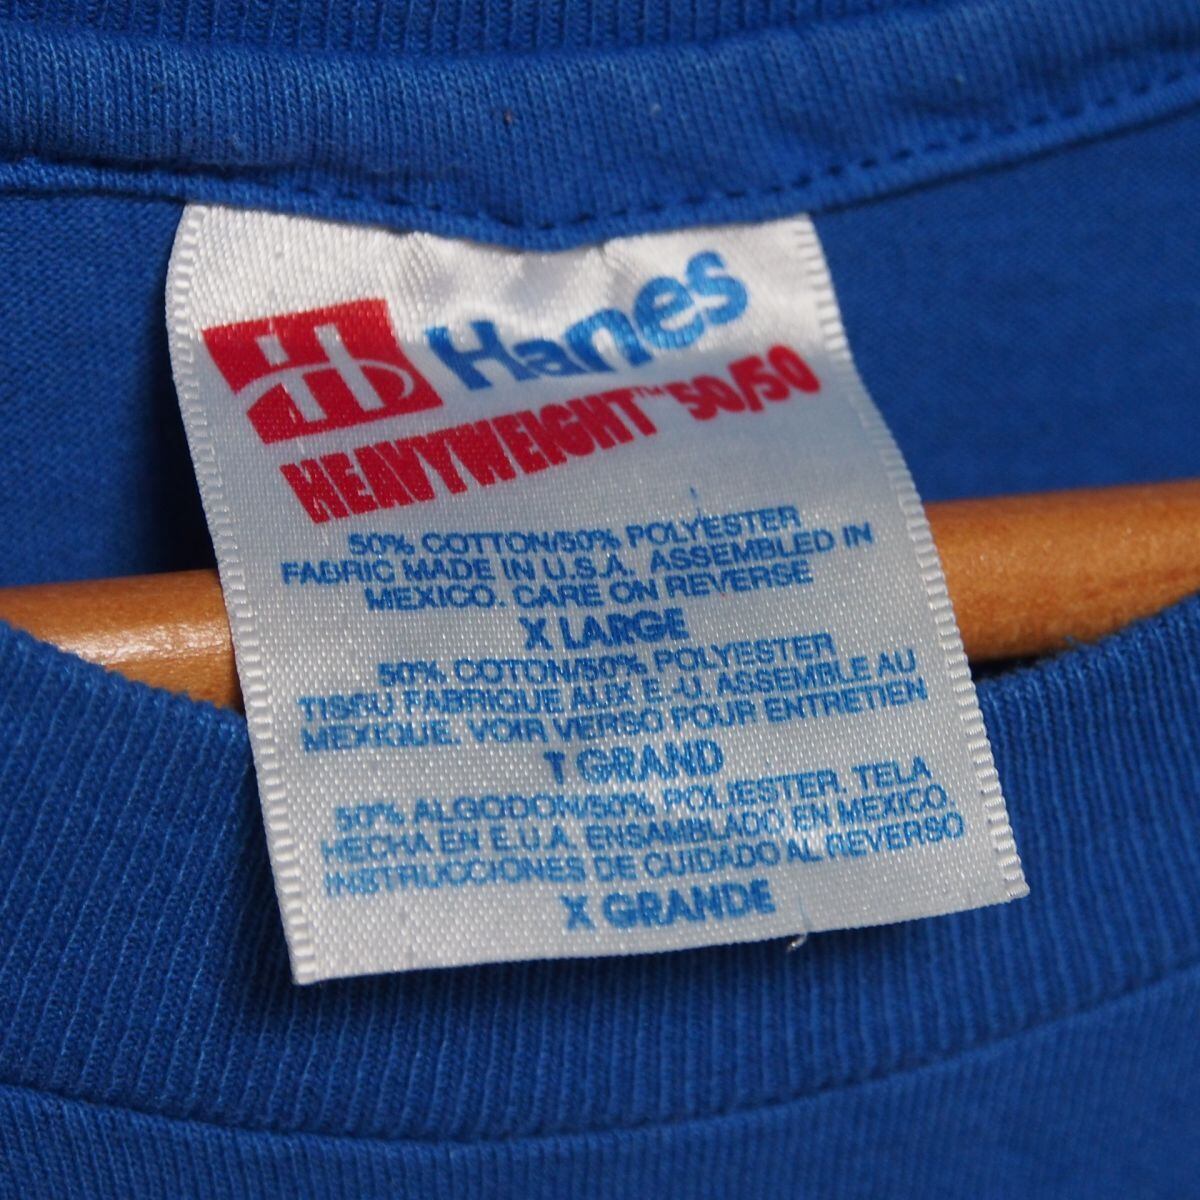 Hanes
HEAVYWEIGHT™ 50/50
50% COTTON/50% POLYESTER
FABRIC MADE IN U.S.A. ASSEMBLED IN
MEXICO. CARE ON REVERSE
X LARGE
50% COTTON/50% POLYESTER
TISSU FABRIQUE AUX E.-U. ASSEMBLE AU
MEXIQUE. VOIR VERSO POUR ENTRETIEN
T GRAND
50% ALGODON/50% POLIESTER. TELA
HECHA EN E.U.A. ENSAMBLADO EN MEXICO.
INSTRUCCIONES DE CUIDADO AL REVERSO
X GRANDE